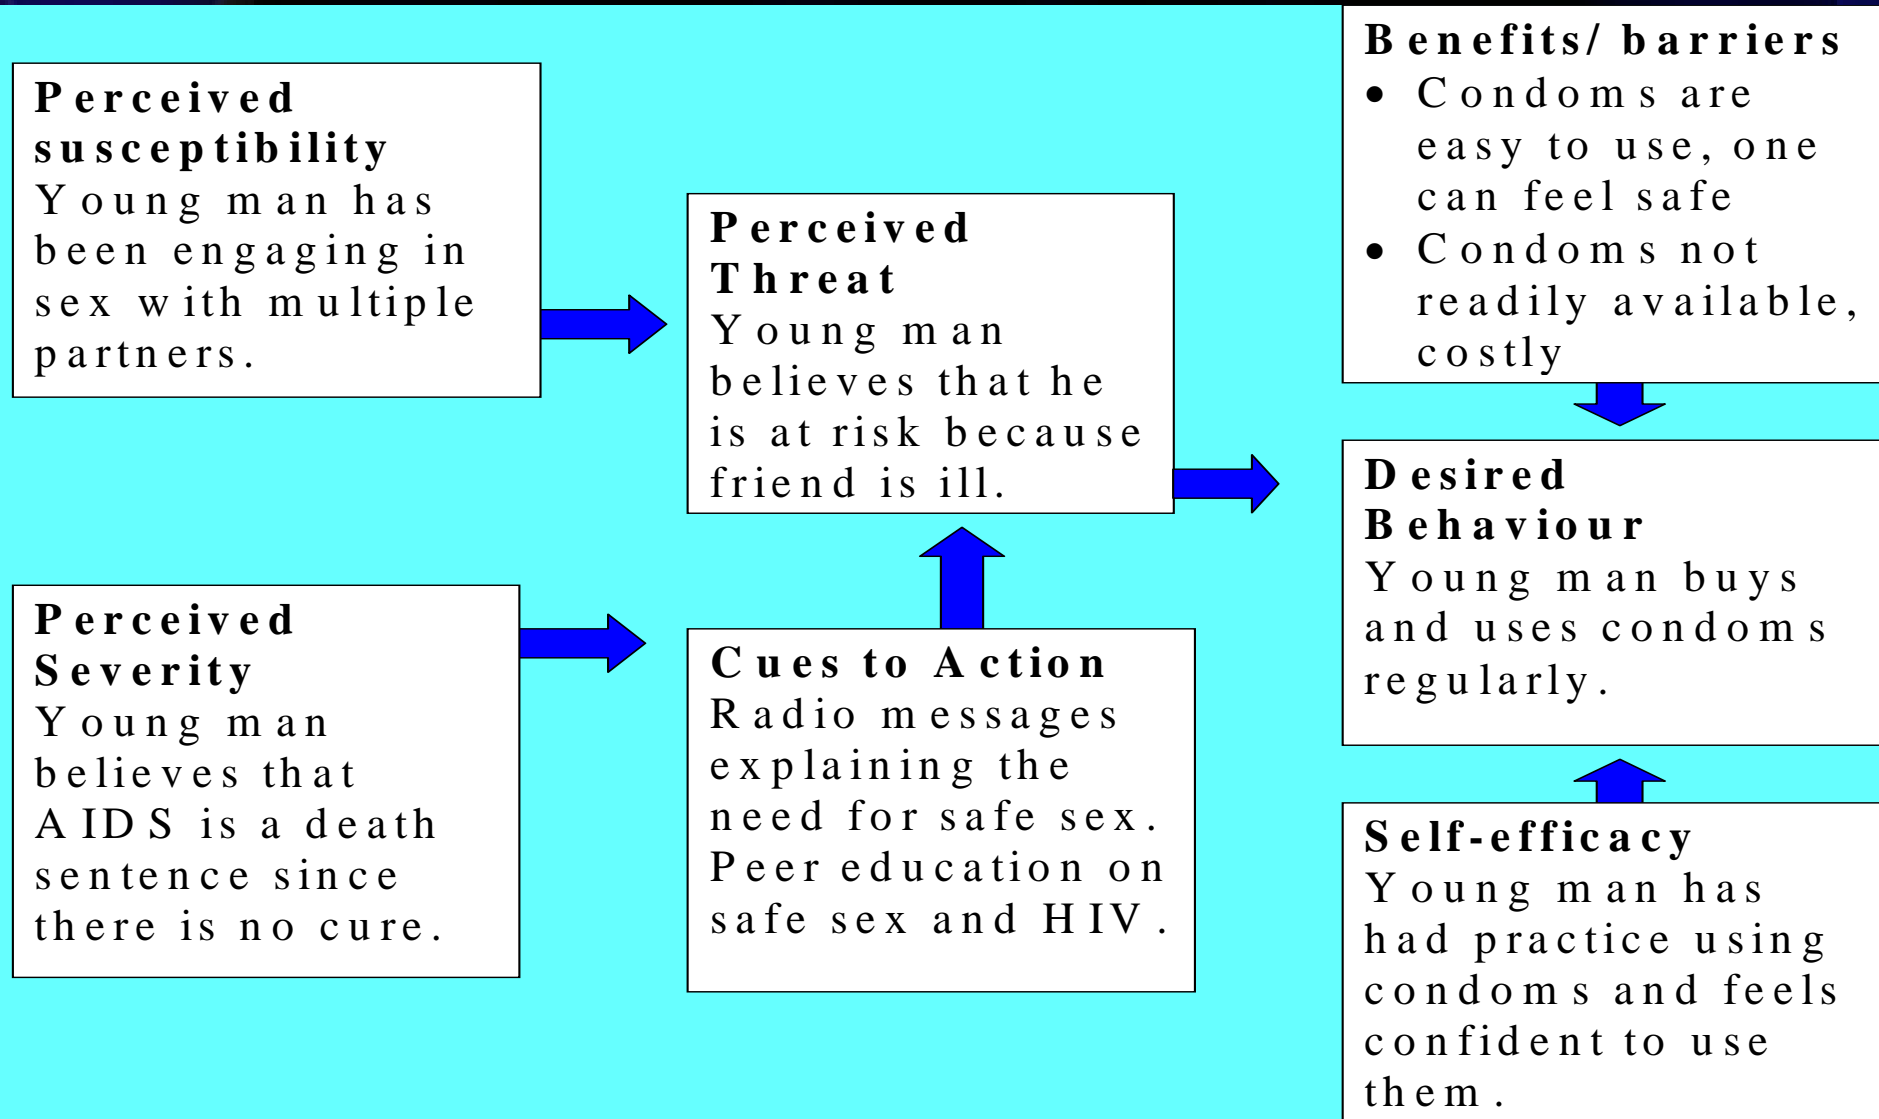 Perceived
susceptibility
Young man has
been engaging in
sex with multiple
partners.
Perceived
Severity
Young man
believes that
AIDS is a death
sentence since
there is no cure.
Perceived
Threat
Young man
believes that he
is at risk because
friend is ill.
Cues to Action
Radio messages
explaining the
need for safe sex.
Peer education on
safe sex and HIV.
Benefits/ barriers
• Condoms are
easy to use, one
can feel safe
• Condoms not
readily available,
costly
Desired
Behaviour
Young man buys
and uses condoms
regularly.
Self-efficacy
Young man has
had practice using
condoms and feels
confident to use
them.